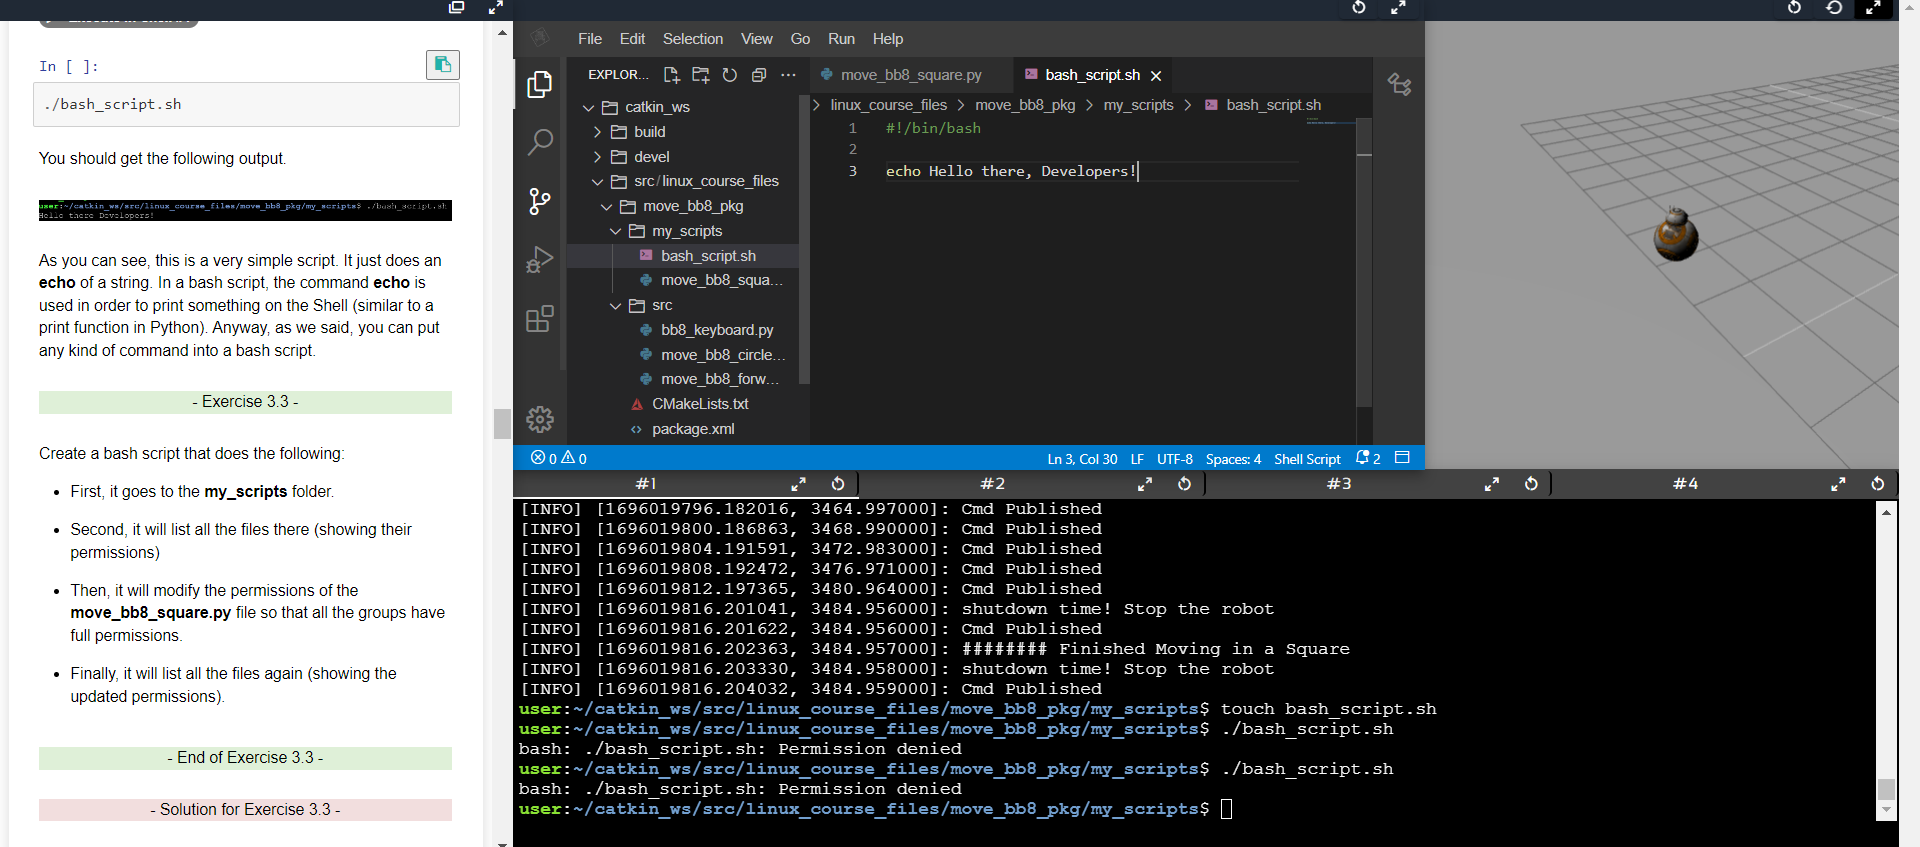 In [ ]:
./bash_script.sh
You should get the following output.
user:~/catkin_ws/src/linux_course_files/move_bb8_pkg/my_scripts$ ./bash_script.sh
Hello there Developers!
As you can see, this is a very simple script. It just does an
echo of a string. In a bash script, the command echo is
used in order to print something on the Shell (similar to a
print function in Python). Anyway, as we said, you can put
any kind of command into a bash script.
- Exercise 3.3 -
Create a bash script that does the following:
• First, it goes to the my_scripts folder.
• Second, it will list all the files there (showing their
permissions)
• Then, it will modify the permissions of the
move_bb8_square.py file so that all the groups have
full permissions.
• Finally, it will list all the files again (showing the
updated permissions).
- End of Exercise 3.3 -
- Solution for Exercise 3.3 -
File Edit Selection View Go Run Help
EXPLOR...
catkin_ws
build
devel
src/linux_course_files
move_bb8_pkg
my_scripts
bash_script.sh
move_bb8_squa...
src
bb8_keyboard.py
move_bb8_circle...
move_bb8_forw...
CMakeLists.txt
package.xml
move_bb8_square.py bash_script.sh
linux_course_files > move_bb8_pkg > my_scripts > bash_script.sh
1 #!/bin/bash
2
3 echo Hello there, Developers!
0 0 Ln 3, Col 30 LF UTF-8 Spaces: 4 Shell Script 2
#1 #2 #3 #4
[INFO] [1696019796.182016, 3464.997000]: Cmd Published
[INFO] [1696019800.186863, 3468.990000]: Cmd Published
[INFO] [1696019804.191591, 3472.983000]: Cmd Published
[INFO] [1696019808.192472, 3476.971000]: Cmd Published
[INFO] [1696019812.197365, 3480.964000]: Cmd Published
[INFO] [1696019816.201041, 3484.956000]: shutdown time! Stop the robot
[INFO] [1696019816.201622, 3484.956000]: Cmd Published
[INFO] [1696019816.202363, 3484.957000]: ######## Finished Moving in a Square
[INFO] [1696019816.203330, 3484.958000]: shutdown time! Stop the robot
[INFO] [1696019816.204032, 3484.959000]: Cmd Published
user:~/catkin_ws/src/linux_course_files/move_bb8_pkg/my_scripts$ touch bash_script.sh
user:~/catkin_ws/src/linux_course_files/move_bb8_pkg/my_scripts$ ./bash_script.sh
bash: ./bash_script.sh: Permission denied
user:~/catkin_ws/src/linux_course_files/move_bb8_pkg/my_scripts$ ./bash_script.sh
bash: ./bash_script.sh: Permission denied
user:~/catkin_ws/src/linux_course_files/move_bb8_pkg/my_scripts$